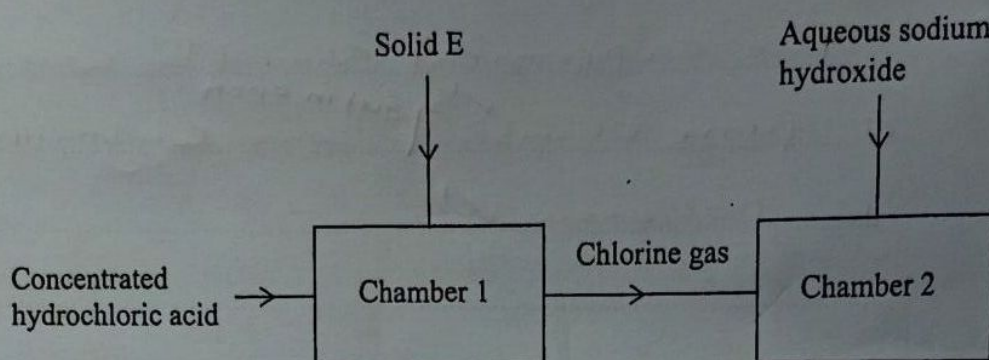 Solid E
Aqueous sodium
hydroxide
Concentrated
hydrochloric acid
Chamber 1
Chlorine gas
Chamber 2